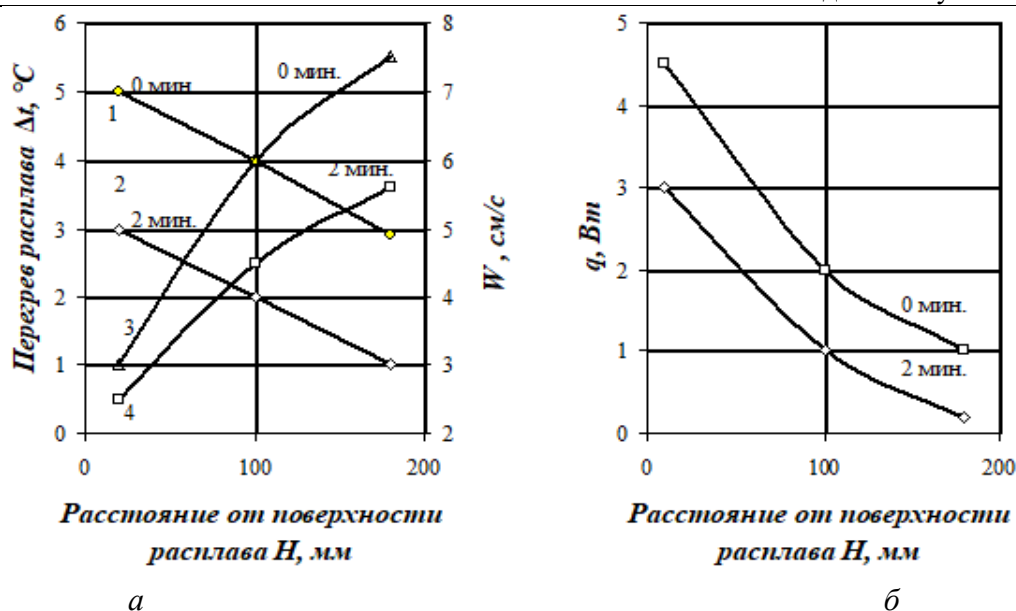 6
5
4
3
2
1
0
Перегрев расплава Δt, °C
0 мин.
1
2
2 мин.
3
4
0 мин.
2 мин.
8
7
6
5
4
3
2
W , см/с
0
100
200
Расстояние от поверхности
расплава H, мм
а
5
4
3
2
1
0
q, Вт
0 мин.
2 мин.
0
100
200
Расстояние от поверхности
расплава H, мм
б